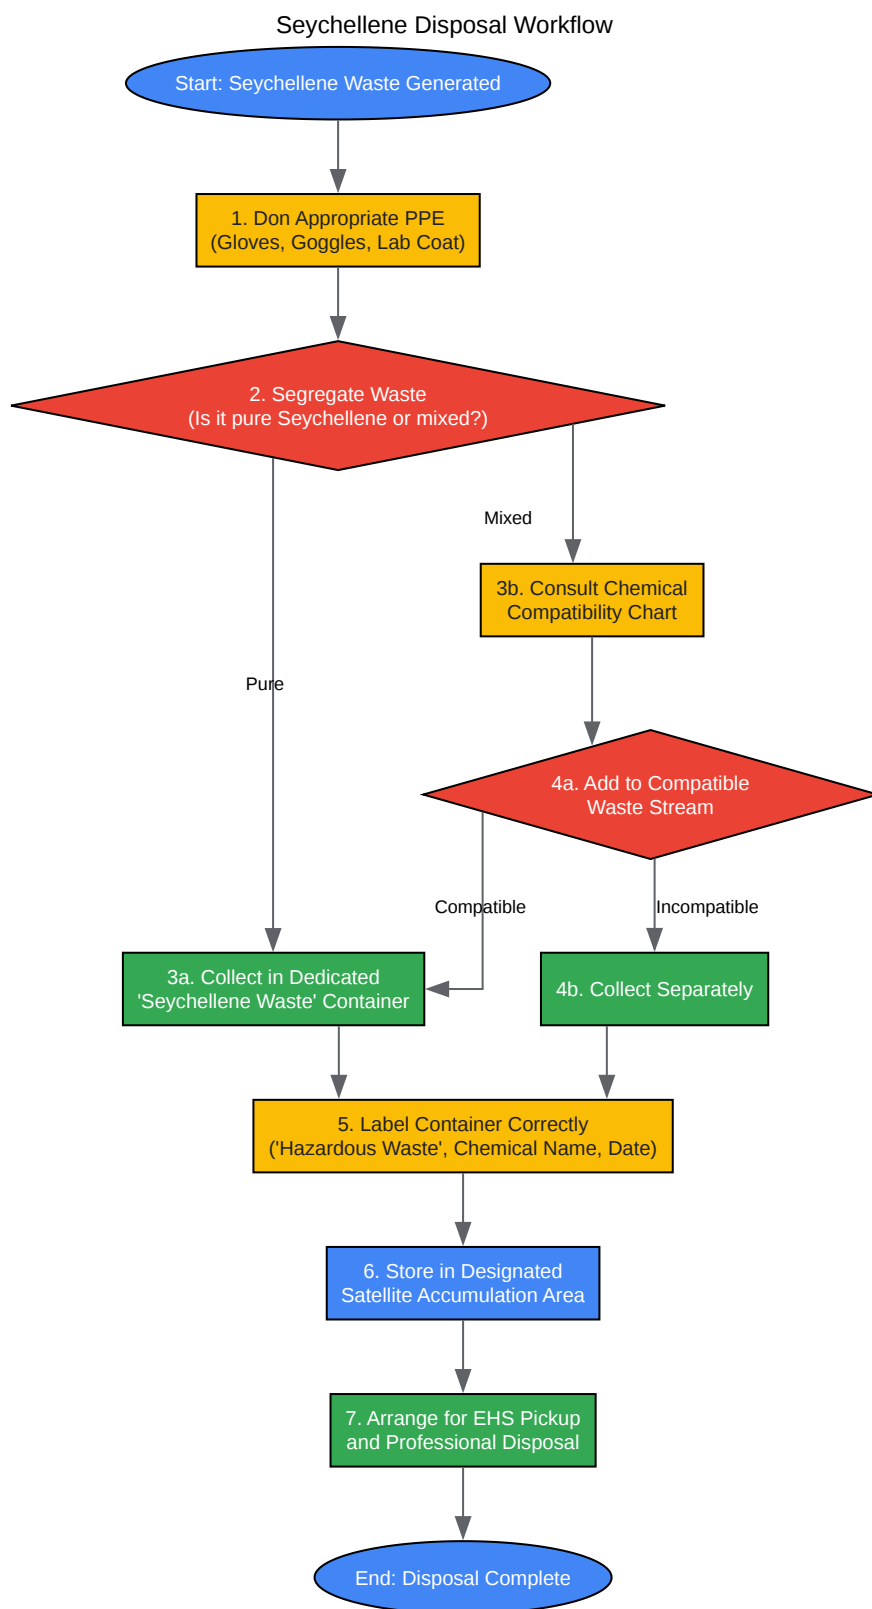 Seychellene Disposal Workflow
Start: Seychellene Waste Generated
1. Don Appropriate PPE
(Gloves, Goggles, Lab Coat)
2. Segregate Waste
(Is it pure Seychellene or mixed?)
Mixed
3b. Consult Chemical
Compatibility Chart
Pure
4a. Add to Compatible
Waste Stream
Compatible
Incompatible
3a. Collect in Dedicated
'Seychellene Waste' Container
4b. Collect Separately
5. Label Container Correctly
('Hazardous Waste', Chemical Name, Date)
6. Store in Designated
Satellite Accumulation Area
7. Arrange for EHS Pickup
and Professional Disposal
End: Disposal Complete